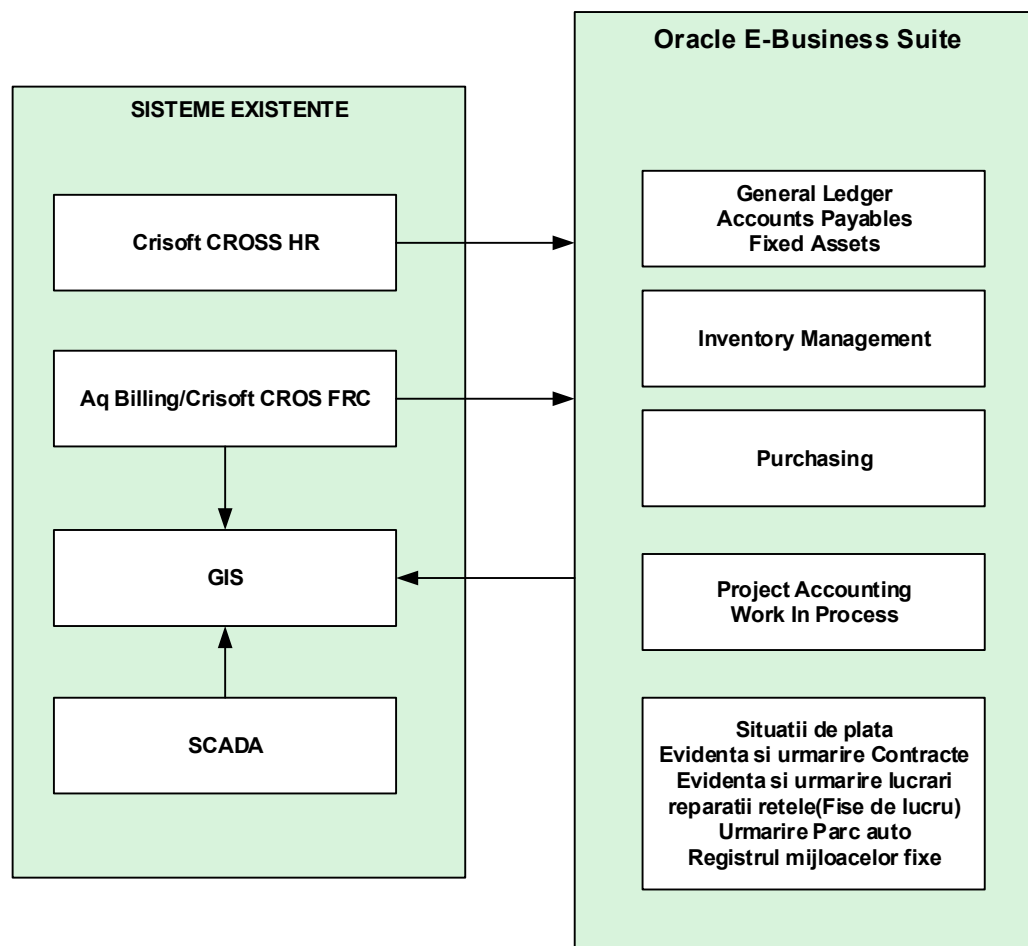 Oracle E-Business Suite
SISTEME EXISTENTE
Crisoft CROSS HR
Aq Billing/Crisoft CROS FRC
GIS
SCADA
General Ledger
Accounts Payables
Fixed Assets
Inventory Management
Purchasing
Project Accounting
Work In Process
Situatii de plata
Evidenta si urmarire Contracte
Evidenta si urmarire lucrari
reparatii retele(Fise de lucru)
Urmarire Parc auto
Registrul mijloacelor fixe